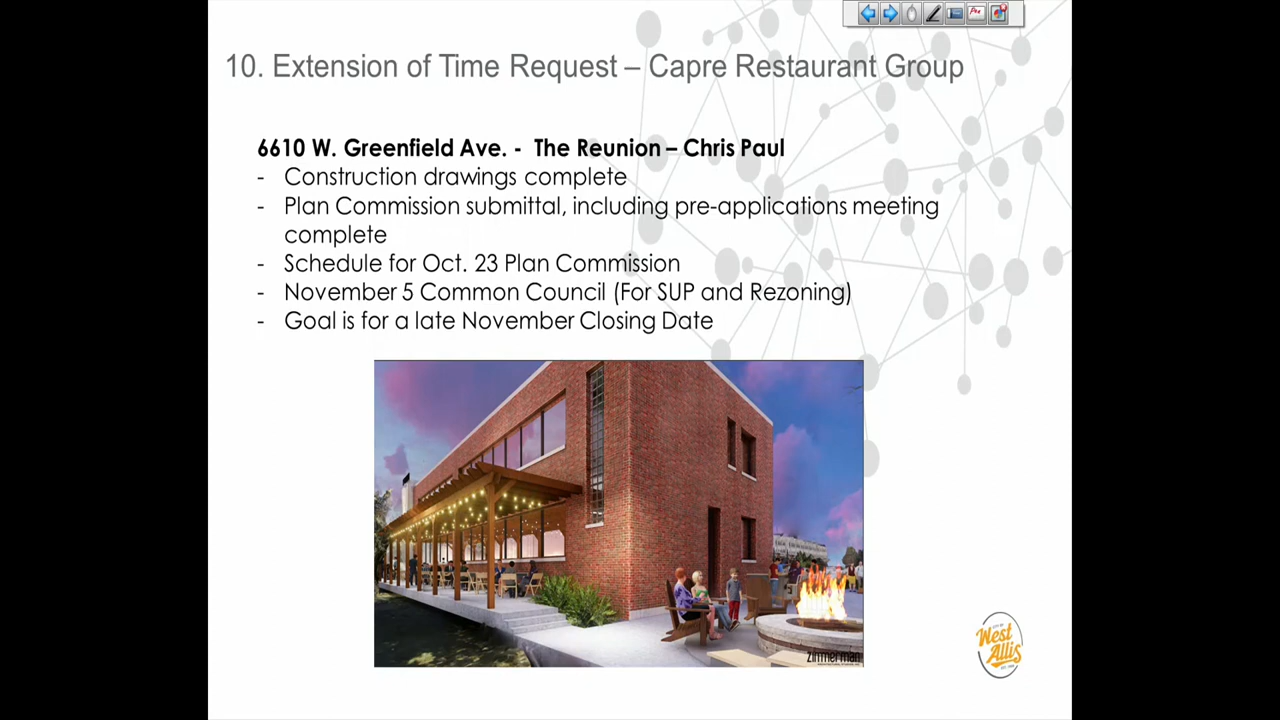 10. Extension of Time Request – Capre Restaurant Group
6610 W. Greenfield Ave. - The Reunion – Chris Paul
- Construction drawings complete
- Plan Commission submittal, including pre-applications meeting
complete
- Schedule for Oct. 23 Plan Commission
- November 5 Common Council (For SUP and Rezoning)
- Goal is for a late November Closing Date
zimmerman
CITY OF
West
Allis